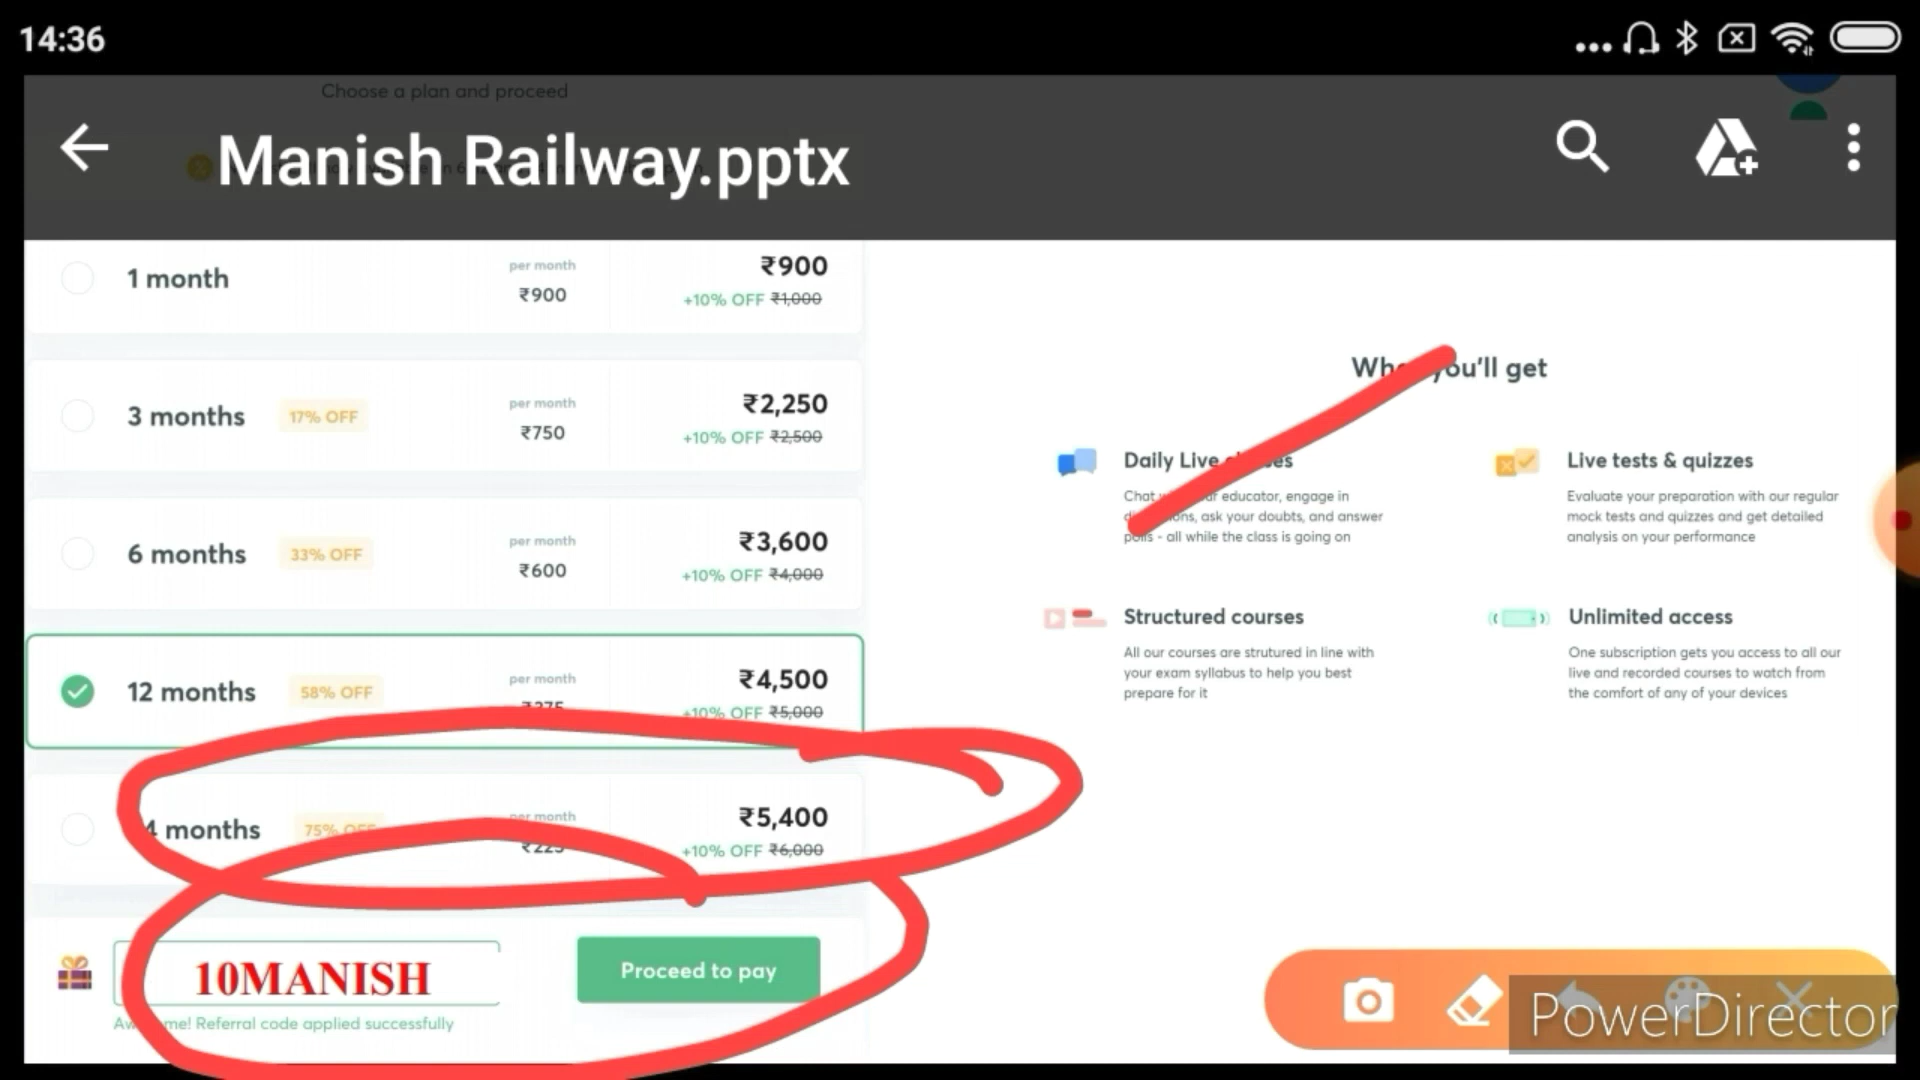 14:36
Choose a plan and proceed
Manish Railway.pptx
1 month
per month
₹900
₹900
+10% OFF ₹1,000
3 months
17% OFF
per month
₹750
₹2,250
+10% OFF ₹2,500
6 months
33% OFF
per month
₹600
₹3,600
+10% OFF ₹4,000
12 months
58% OFF
per month
₹375
₹4,500
+10% OFF ₹5,000
4 months
75% OFF
per month
₹225
₹5,400
+10% OFF ₹6,000
10MANISH
Proceed to pay
Referral code applied successfully
What you'll get
Daily Live
Chat educator, engage in
ask your doubts, and answer
polls - all while the class is going on
Live tests & quizzes
Evaluate your preparation with our regular
mock tests and quizzes and get detailed
analysis on your performance
Structured courses
All our courses are strutured in line with
your exam syllabus to help you best
prepare for it
Unlimited access
One subscription gets you access to all our
live and recorded courses to watch from
the comfort of any of your devices
PowerDirector